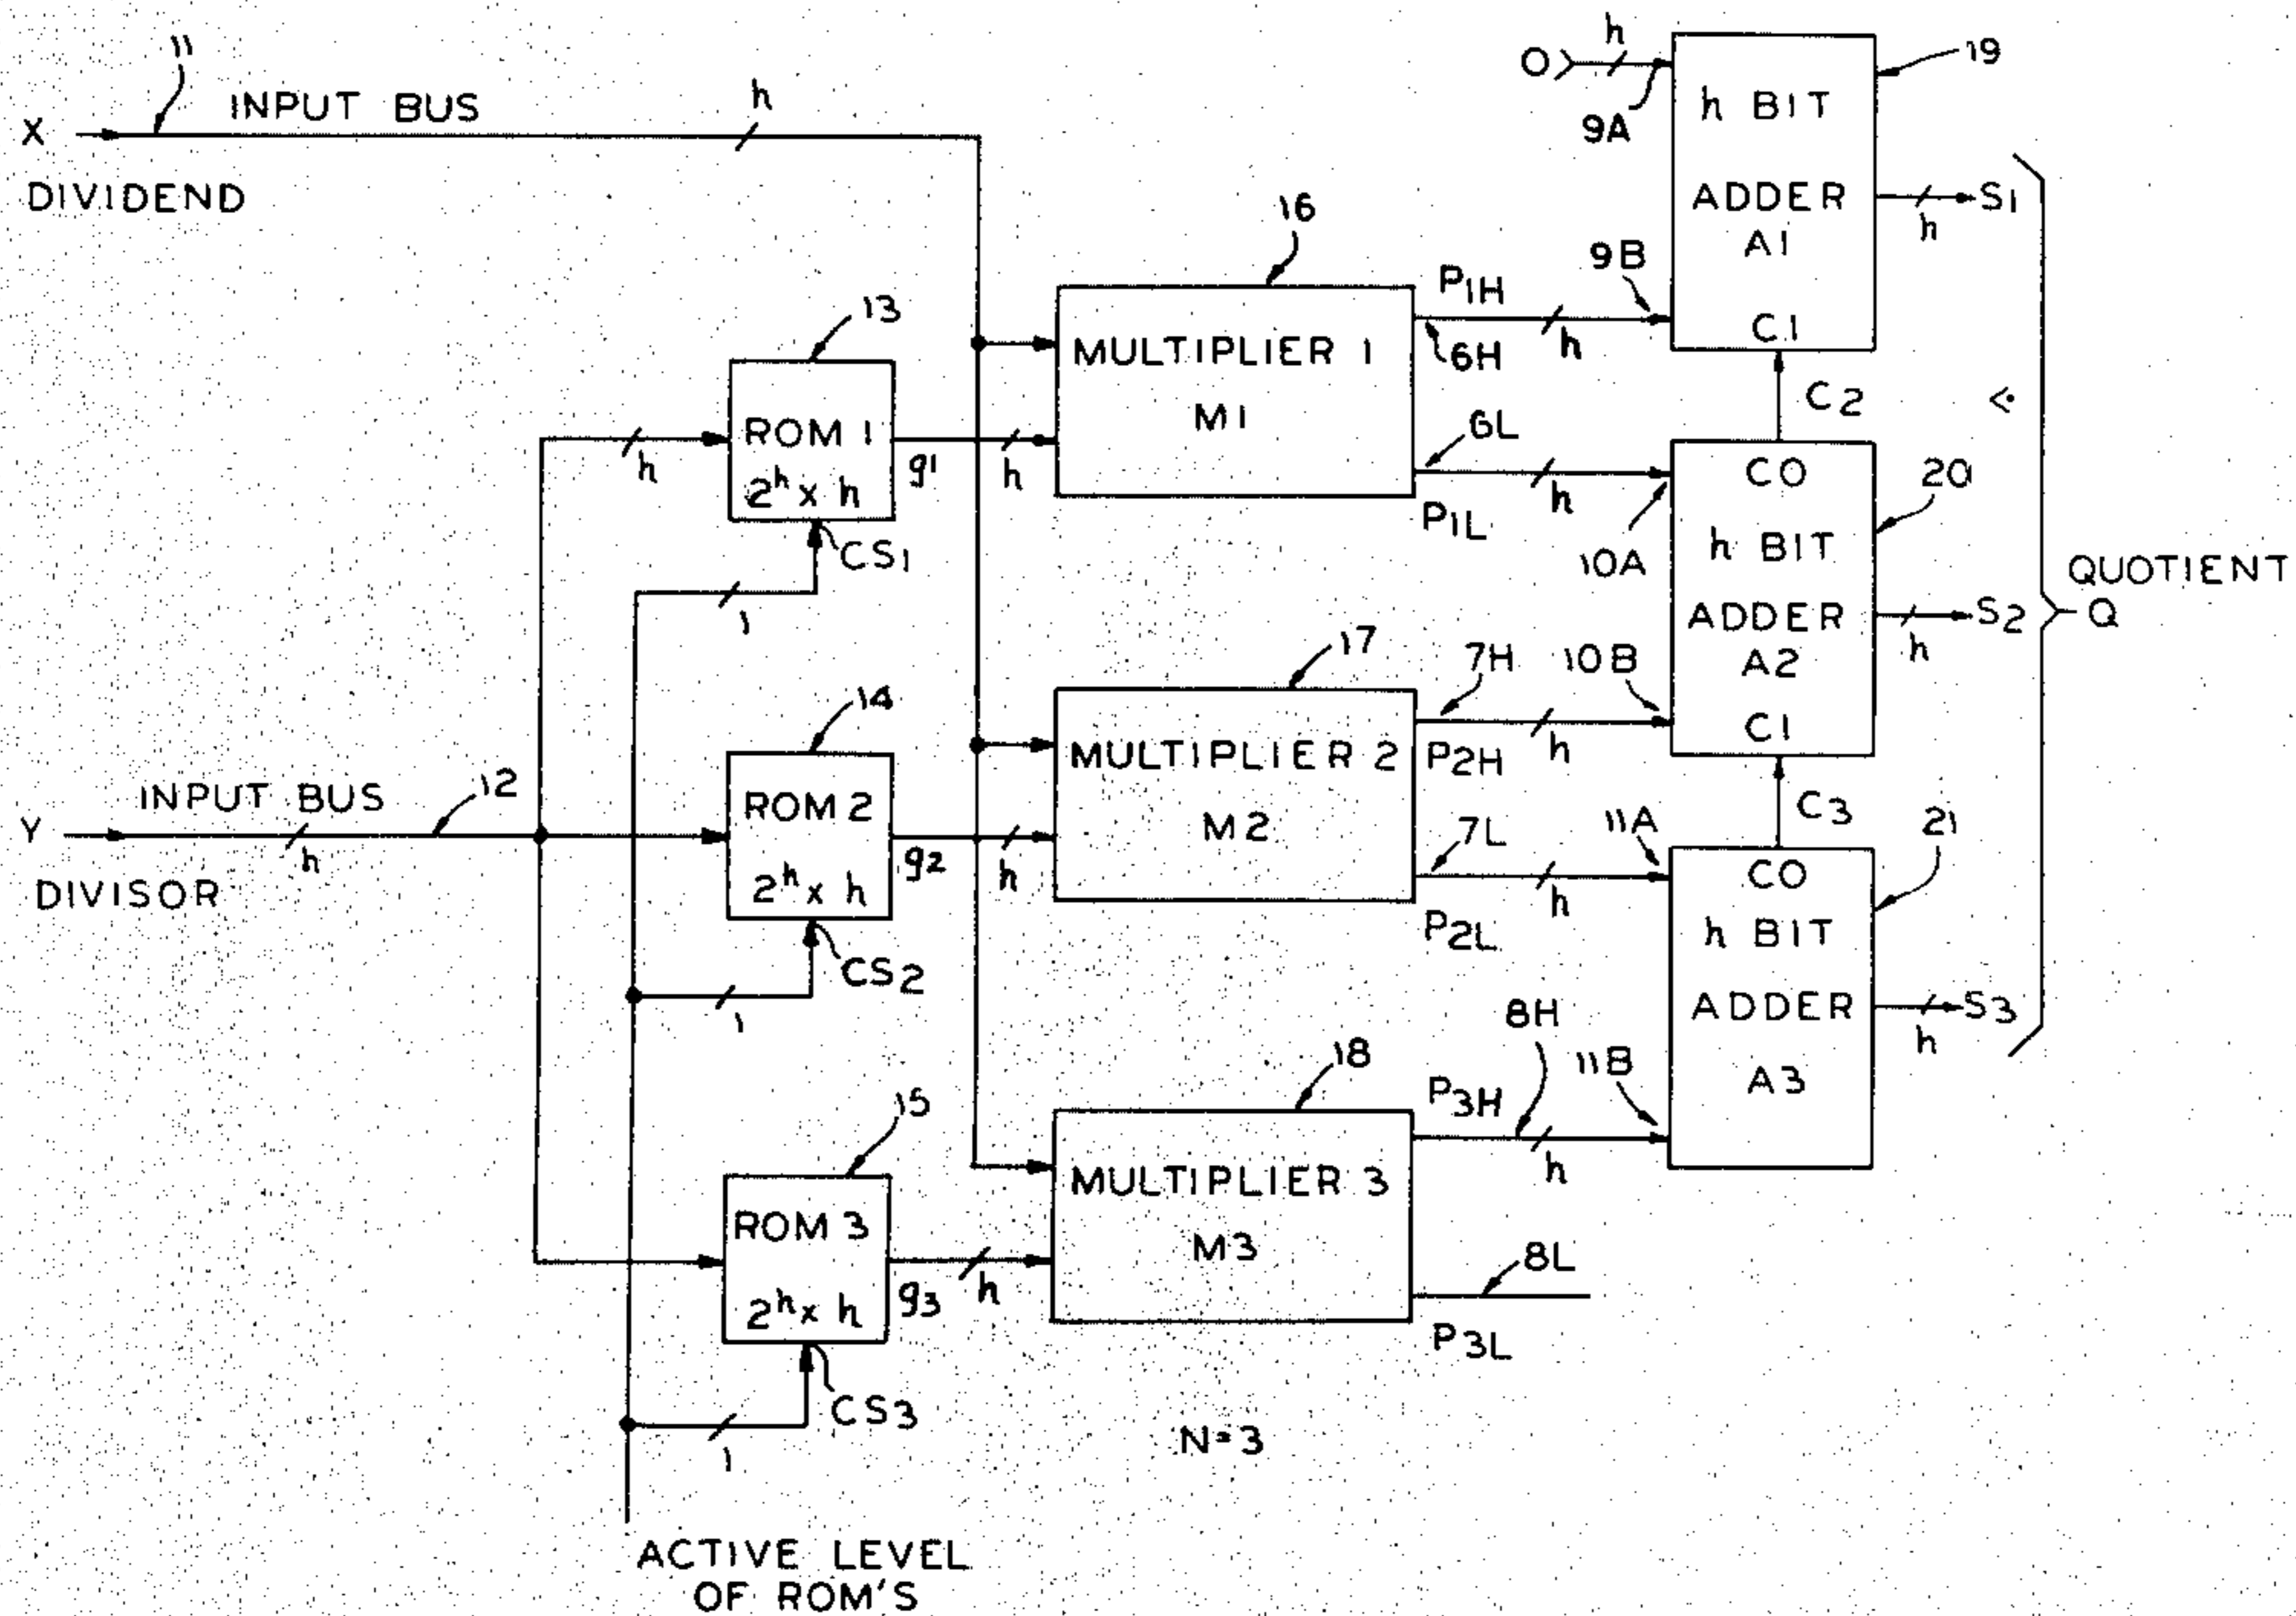 11
INPUT BUS
h
X
DIVIDEND
O
h
9A
h BIT
ADDER
A1
C1
19
h
S1
16
P1H
9B
MULTIPLIER 1
M1
6H
h
13
ROM 1
2^h x h
h
g1
h
CS1
1
6L
h
P1L
10A
C2
CO
h BIT
ADDER
A2
C1
20
h
S2
QUOTIENT
Q
17
7H
10B
MULTIPLIER 2
M2
P2H
h
14
ROM 2
2^h x h
g2
h
CS2
1
INPUT BUS
12
Y
h
DIVISOR
7L
11A
h
P2L
C3
CO
h BIT
ADDER
A3
21
h
S3
18
8H
11B
P3H
h
MULTIPLIER 3
M3
15
ROM 3
2^h x h
g3
h
CS3
1
8L
P3L
N=3
ACTIVE LEVEL
OF ROM'S